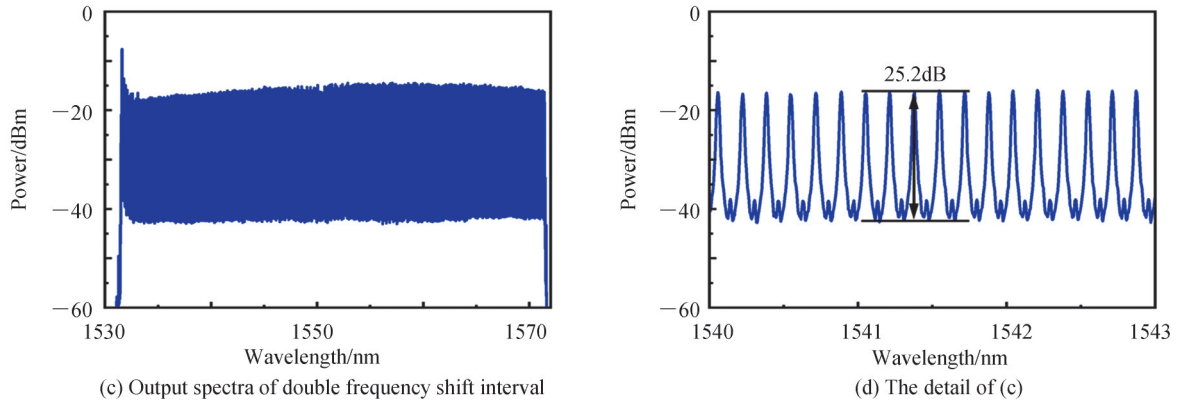 0
−20
−40
−60
Power/dBm
1530
1550
1570
Wavelength/nm
(c) Output spectra of double frequency shift interval
0
−20
−40
−60
Power/dBm
25.2dB
1540
1541
1542
1543
Wavelength/nm
(d) The detail of (c)